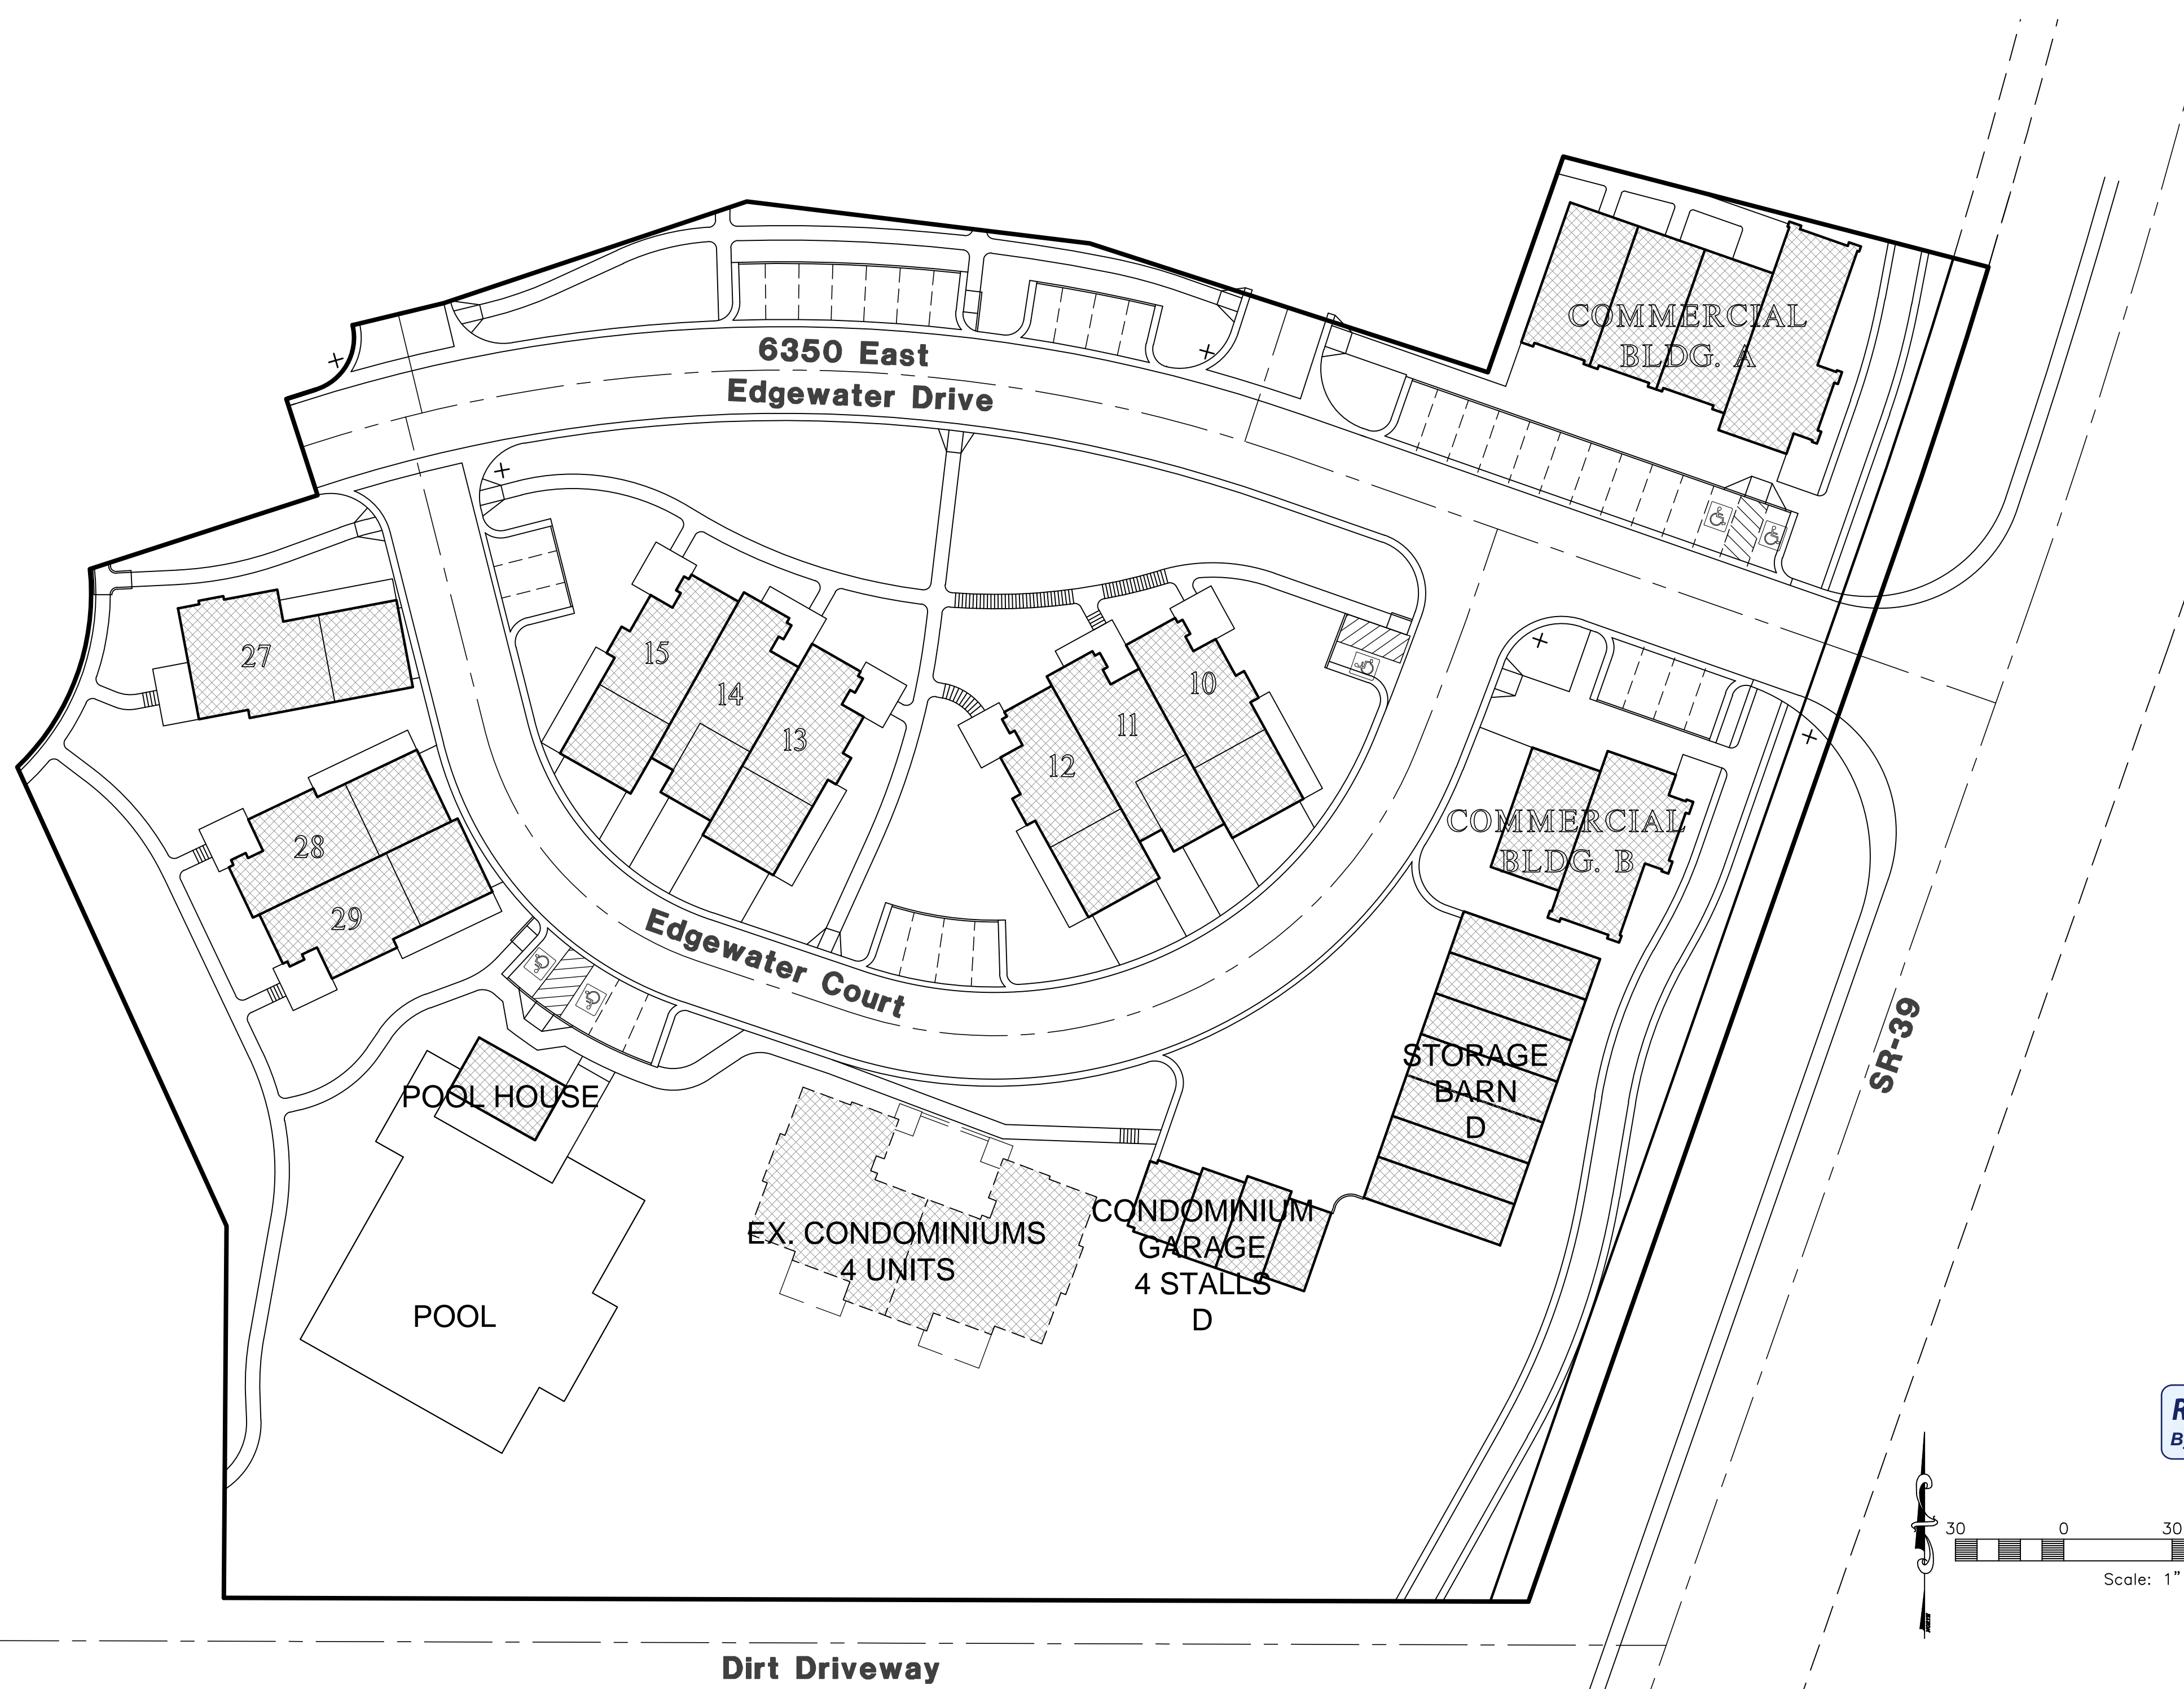 COMMERCIAL
BLDG. A
6350 East
Edgewater Drive
27
15
14
13
10
11
12
28
29
COMMERCIAL
BLDG. B
Edgewater Court
SR-39
STORAGE
BARN
D
POOL HOUSE
EX. CONDOMINIUMS
4 UNITS
CONDOMINIUM
GARAGE
4 STALLS
D
POOL
30 0 30
Scale: 1"
Dirt Driveway